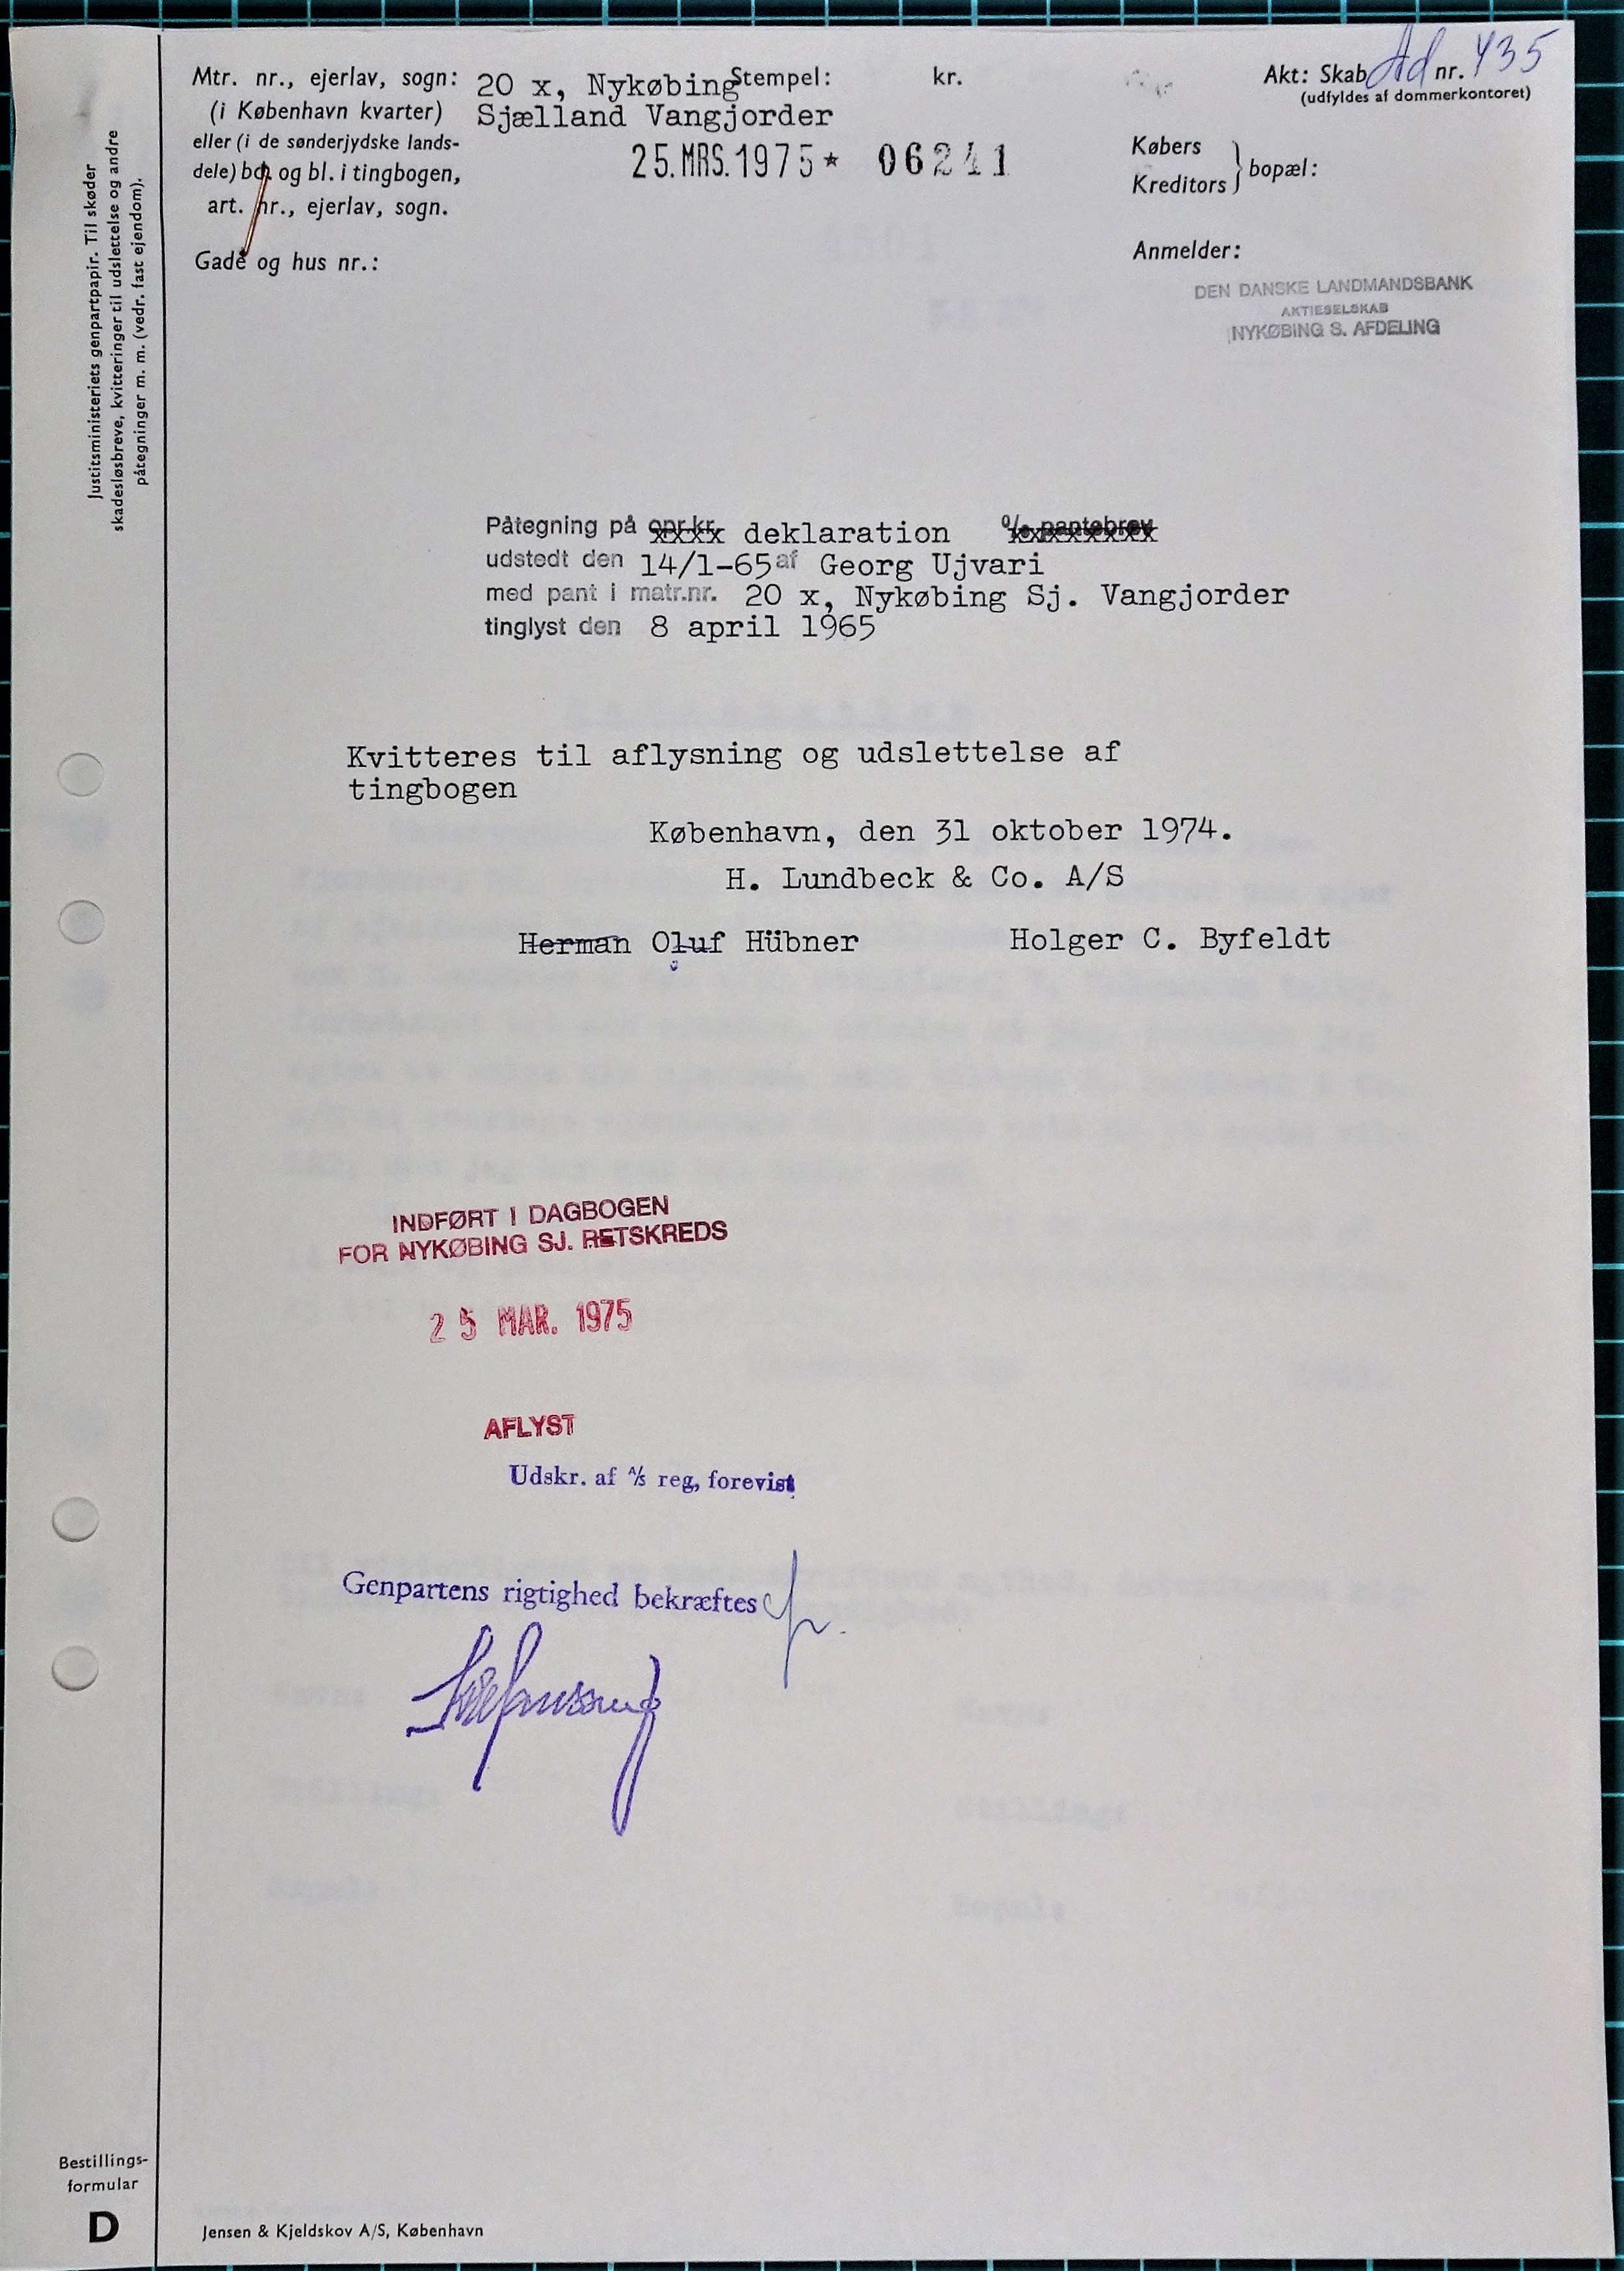 Justitsministeriets genpartpapir. Til skøder
skadesløsbreve, kvitteringer til udslettelse og andre
påtegninger m. m. (vedr. fast ejendom).
Mtr. nr., ejerlav, sogn: 20 x, Nykøbing Stempel: kr. Akt: Skab Ad nr. 435
(i København kvarter) Sjælland Vangjorder (udfyldes af dommerkontoret)
eller (i de sønderjydske lands-
dele) bd. og bl. i tingbogen, 25.MRS.1975* 06241
art. nr., ejerlav, sogn.
Gade og hus nr.:
Købers
Kreditors } bopæl:
Anmelder:
DEN DANSKE LANDMANDSBANK
AKTIESELSKAB
NYKØBING S. AFDELING
Påtegning på opr.kr. deklaration % pantebrev
udstedt den 14/1-65 af Georg Ujvari
med pant i matr.nr. 20 x, Nykøbing Sj. Vangjorder
tinglyst den 8 april 1965
Kvitteres til aflysning og udslettelse af
tingbogen
København, den 31 oktober 1974.
H. Lundbeck & Co. A/S
Herman Oluf Hübner Holger C. Byfeldt
INDFØRT I DAGBOGEN
FOR NYKØBING SJ. RETSKREDS
25 MAR. 1975
AFLYST
Udskr. af A/S reg, forevist
Genpartens rigtighed bekræftes
Bestillings-
formular
D
Jensen & Kjeldskov A/S, København